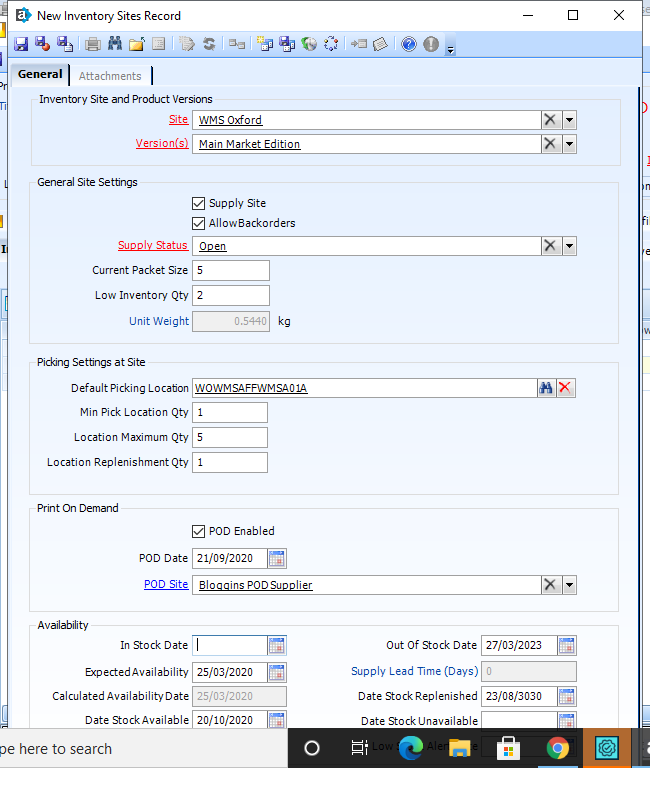 New Inventory Sites Record
General Attachments
Inventory Site and Product Versions
Site WMS Oxford
Version(s) Main Market Edition
General Site Settings
Supply Site
Allow Backorders
Supply Status Open
Current Packet Size 5
Low Inventory Qty 2
Unit Weight 0.5440 kg
Picking Settings at Site
Default Picking Location WOWMSAFFWMSA01A
Min Pick Location Qty 1
Location Maximum Qty 5
Location Replenishment Qty 1
Print On Demand
POD Enabled
POD Date 21/09/2020
POD Site Bloggins POD Supplier
Availability
In Stock Date Out Of Stock Date 27/03/2023
Expected Availability 25/03/2020 Supply Lead Time (Days) 0
Calculated Availability Date 25/03/2020 Date Stock Replenished 23/08/3030
Date Stock Available 20/10/2020 Date Stock Unavailable
pe here to search